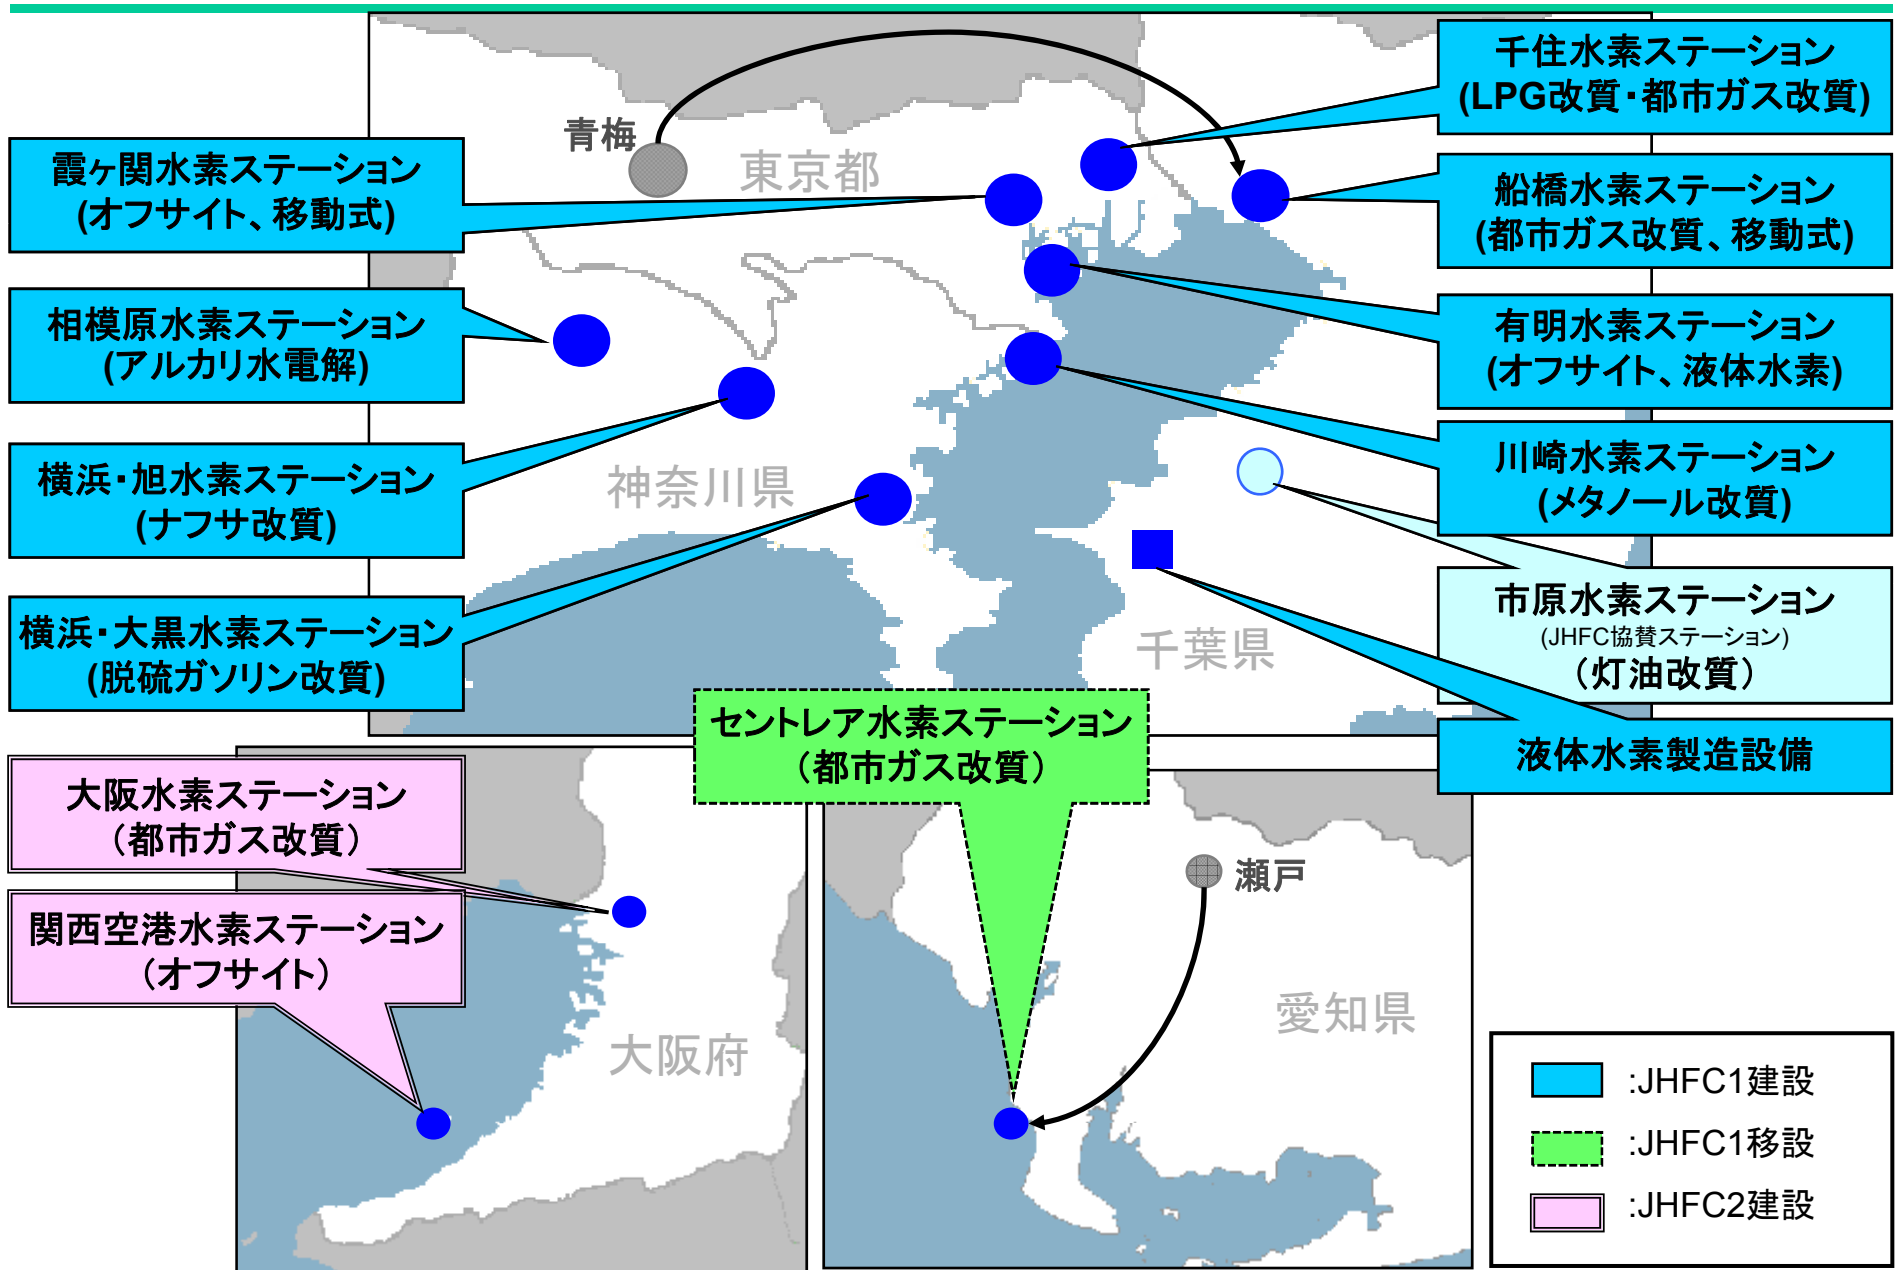 千住水素ステーション
(LPG改質・都市ガス改質)
青梅
東京都
霞ヶ関水素ステーション
(オフサイト、移動式)
船橋水素ステーション
(都市ガス改質、移動式)
相模原水素ステーション
(アルカリ水電解)
有明水素ステーション
(オフサイト、液体水素)
横浜・旭水素ステーション
(ナフサ改質)
神奈川県
川崎水素ステーション
(メタノール改質)
横浜・大黒水素ステーション
(脱硫ガソリン改質)
千葉県
市原水素ステーション
(JHFC協賛ステーション)
（灯油改質）
セントレア水素ステーション
（都市ガス改質）
液体水素製造設備
大阪水素ステーション
（都市ガス改質）
瀬戸
関西空港水素ステーション
（オフサイト）
大阪府
愛知県
:JHFC1建設
:JHFC1移設
:JHFC2建設